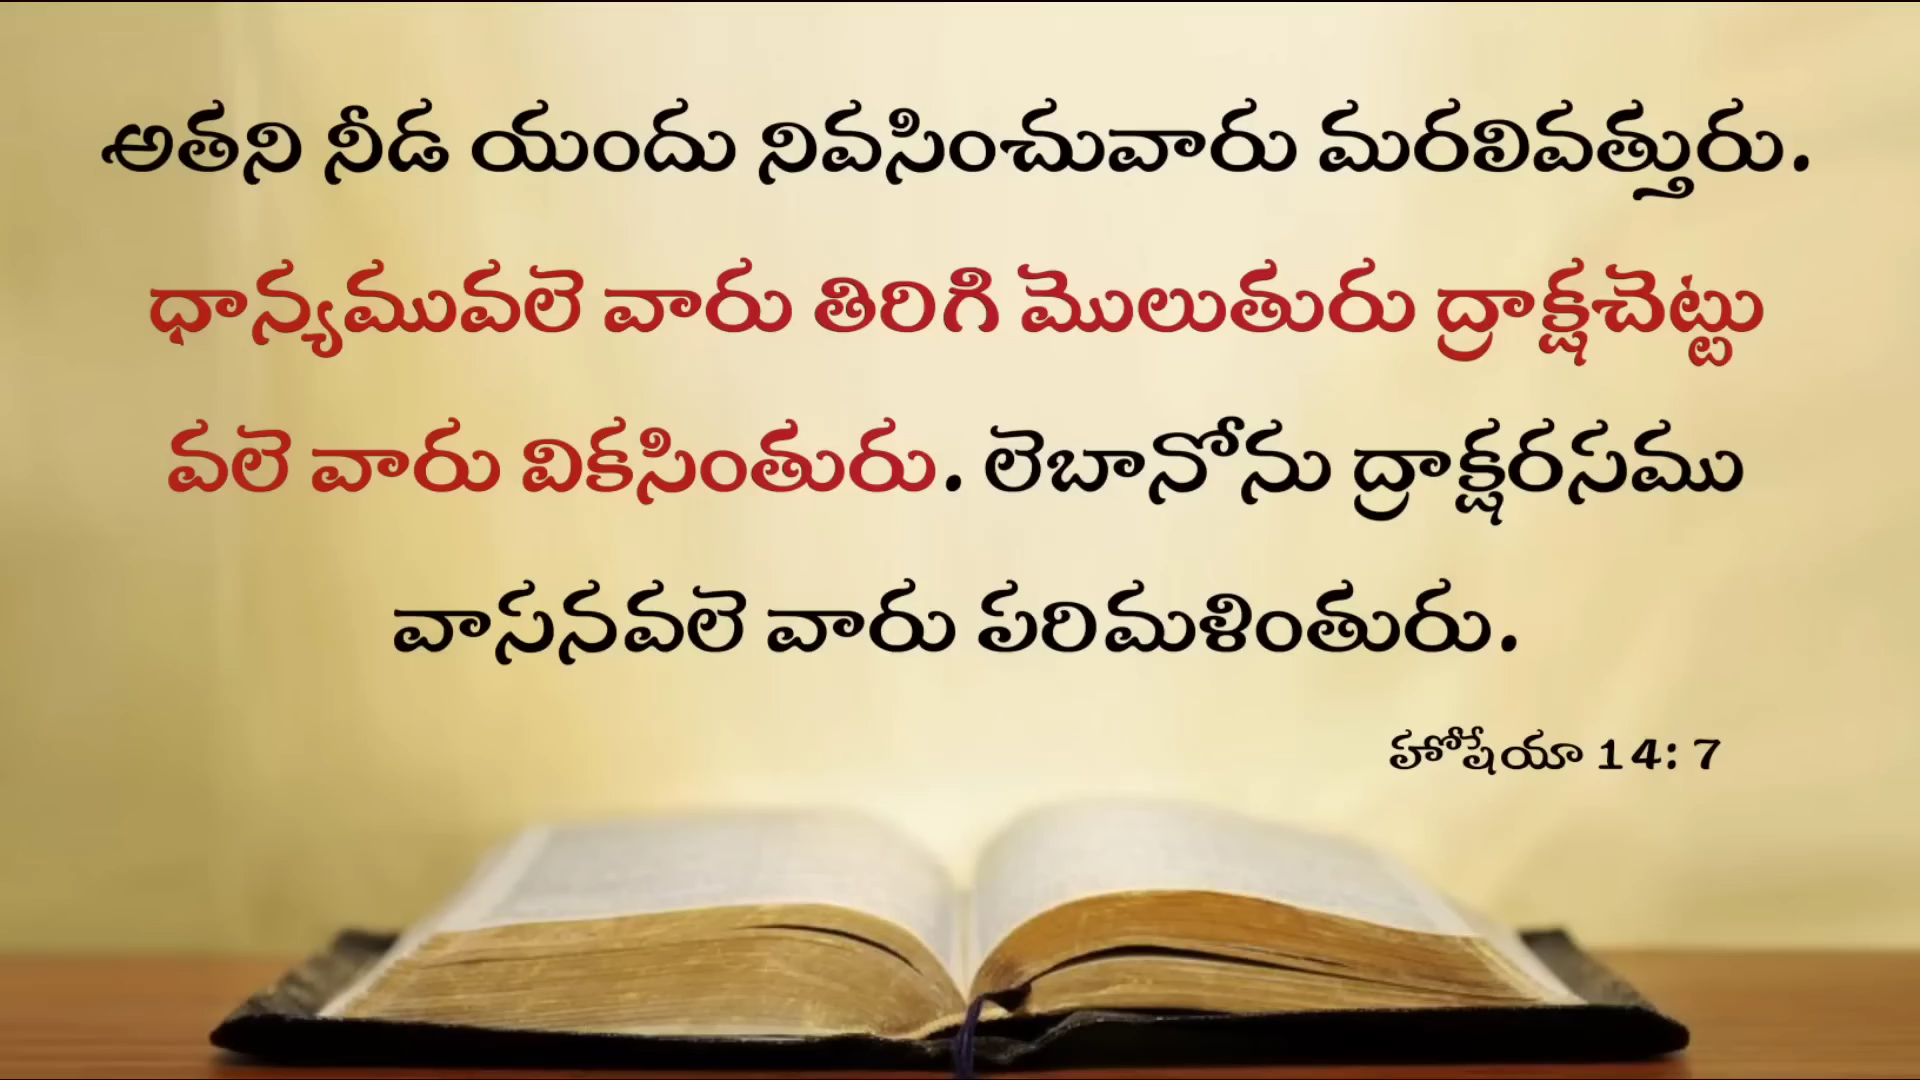 అతని నీడ యందు నివసించువారు మరలివత్తురు.
ధాన్యమువలె వారు తిరిగి మొలుతురు ద్రాక్షచెట్టు
వలె వారు వికసింతురు. లెబానోను ద్రాక్షరసము
వాసనవలె వారు పరిమళింతురు.
హోషేయా 14: 7